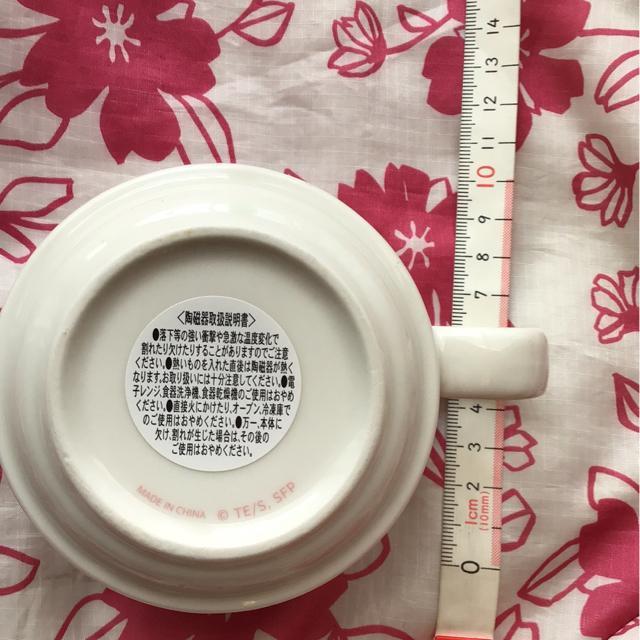 〈陶磁器取扱説明書〉
●落下等の強い衝撃や急激な温度変化で
割れたり欠けたりすることがありますのでご注意
ください。●熱いものを入れた直後は陶磁器が熱く
なります。お取り扱いには十分注意してください。●電
子レンジ、食器洗浄機、食器乾燥機のご使用はおやめ
ください。●直接火にかけたり、オーブン、冷凍庫で
のご使用はおやめください。●万一、本体に
欠け、割れが生じた場合は、その後の
ご使用はおやめください。
MADE IN CHINA © TE/S, SFP
14
13
12
11
10
9
8
7
4
3
2
1cm
(10mm)
0